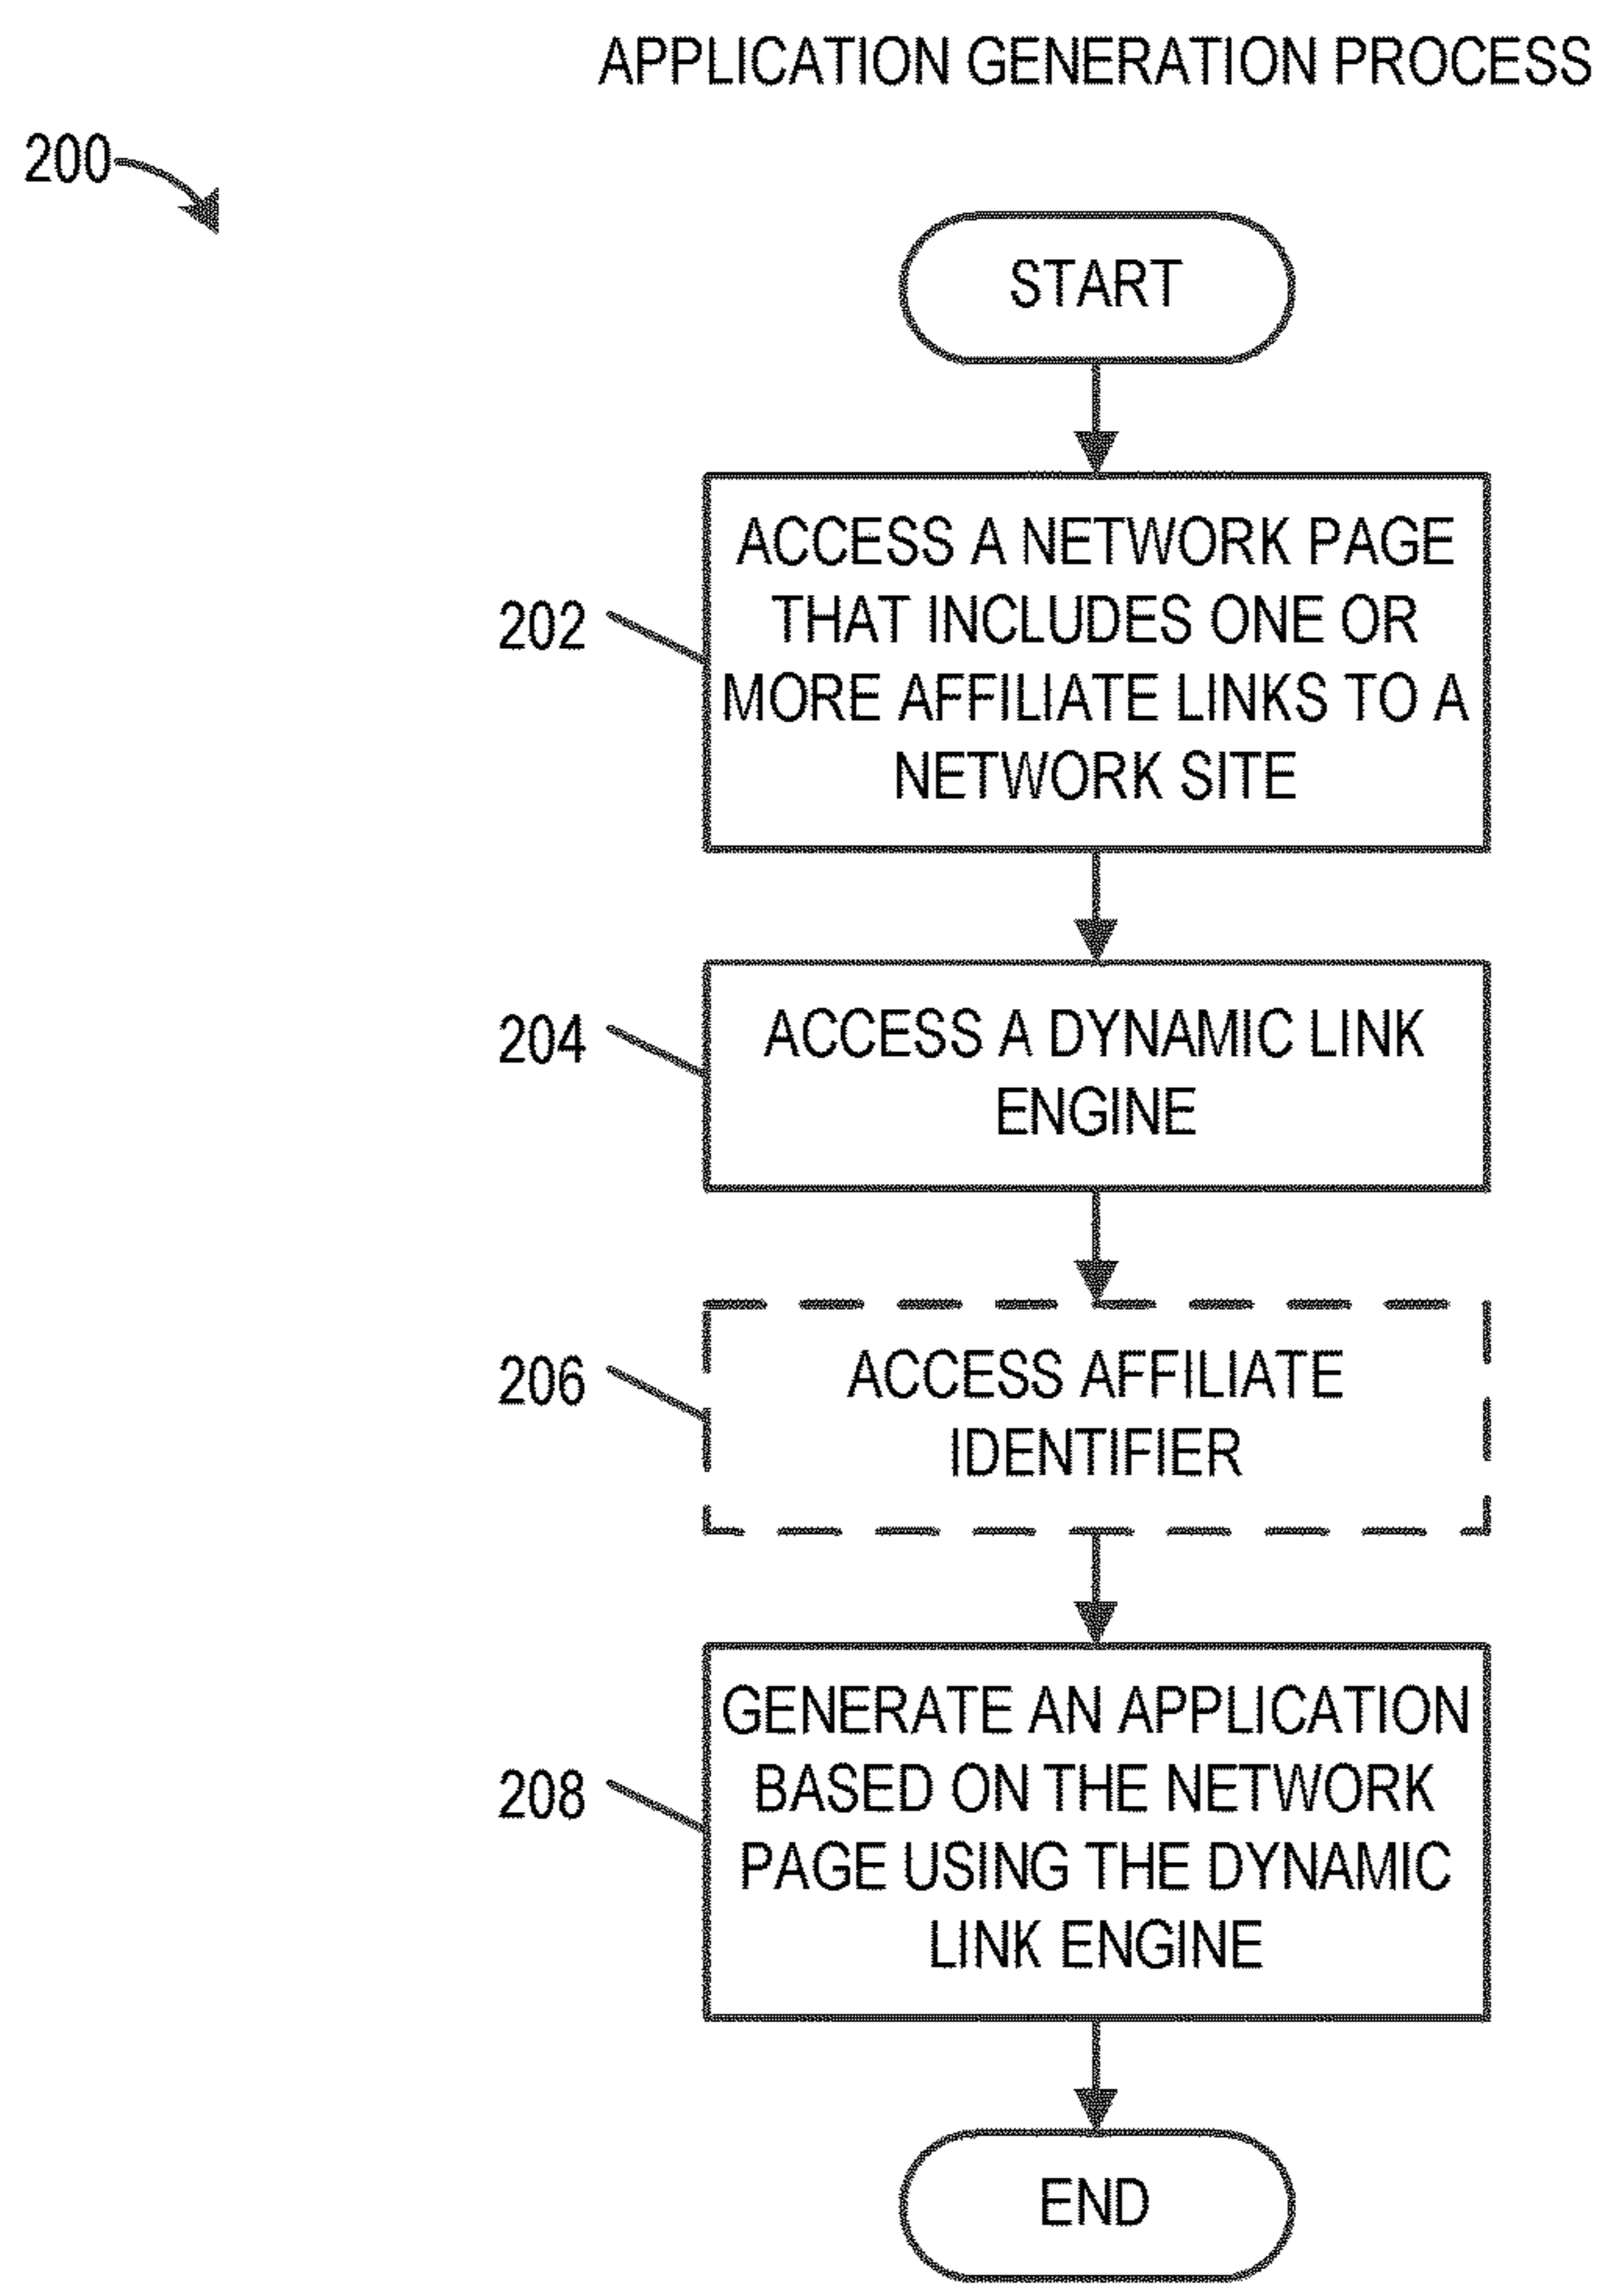 APPLICATION GENERATION PROCESS
200
START
202
ACCESS A NETWORK PAGE
THAT INCLUDES ONE OR
MORE AFFILIATE LINKS TO A
NETWORK SITE
204
ACCESS A DYNAMIC LINK
ENGINE
206
ACCESS AFFILIATE
IDENTIFIER
208
GENERATE AN APPLICATION
BASED ON THE NETWORK
PAGE USING THE DYNAMIC
LINK ENGINE
END